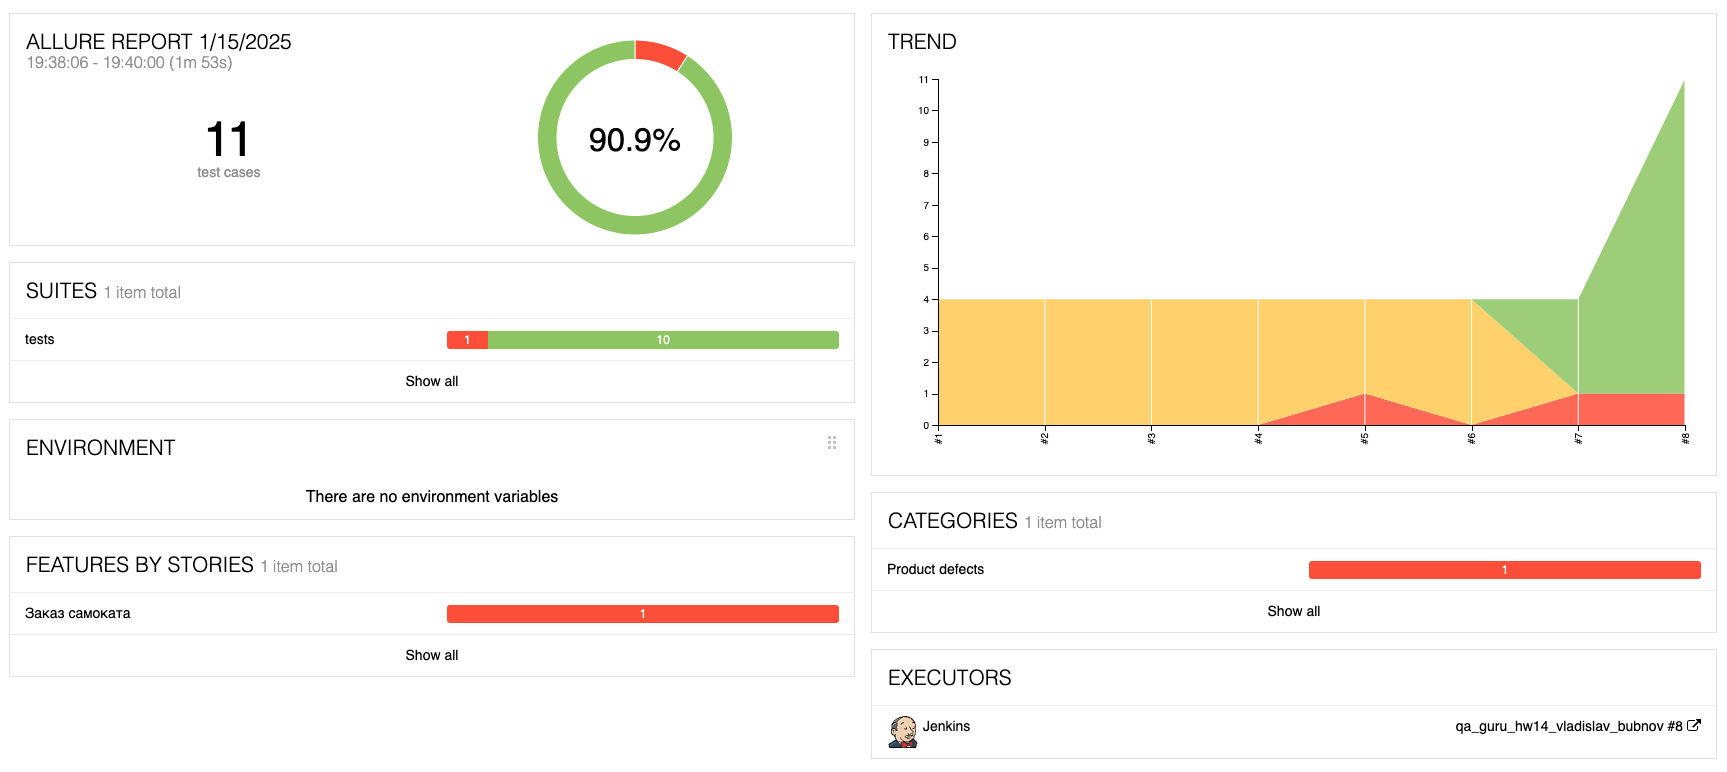 ALLURE REPORT 1/15/2025
19:38:06 - 19:40:00 (1m 53s)
11
test cases
90.9%
SUITES 1 item total
tests 1 10
Show all
ENVIRONMENT
There are no environment variables
FEATURES BY STORIES 1 item total
Заказ самоката 1
Show all
TREND
11
10
9
8
7
6
5
4
3
2
1
0
#1 #2 #3 #4 #5 #6 #7 #8
CATEGORIES 1 item total
Product defects 1
Show all
EXECUTORS
Jenkins qa_guru_hw14_vladislav_bubnov #8